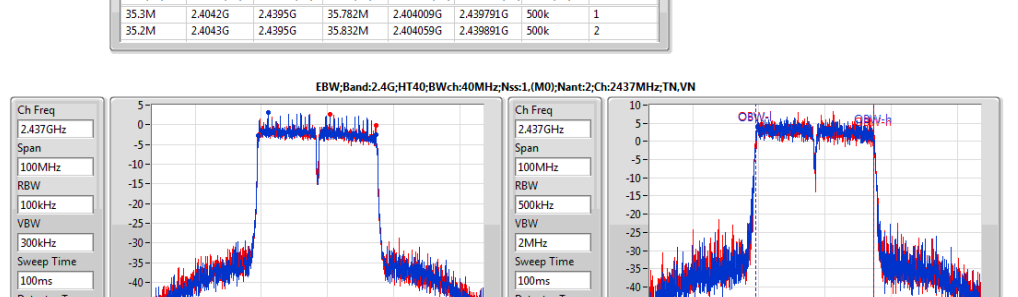 35.3M 2.4042G 2.4395G 35.782M 2.404009G 2.439791G 500k 1
35.2M 2.4043G 2.4395G 35.832M 2.404059G 2.439891G 500k 2
EBW;Band:2.4G;HT40;BWch:40MHz;Nss:1,(M0);Nant:2;Ch:2437MHz;TN,VN
Ch Freq
2.437GHz
Span
100MHz
RBW
100kHz
VBW
300kHz
Sweep Time
100ms
5
0
-5
-10
-15
-20
-25
-30
-35
-40
Ch Freq
2.437GHz
Span
100MHz
RBW
500kHz
VBW
2MHz
Sweep Time
100ms
10
5
0
-5
-10
-15
-20
-25
-30
-35
-40
OBW-l
OBW-h